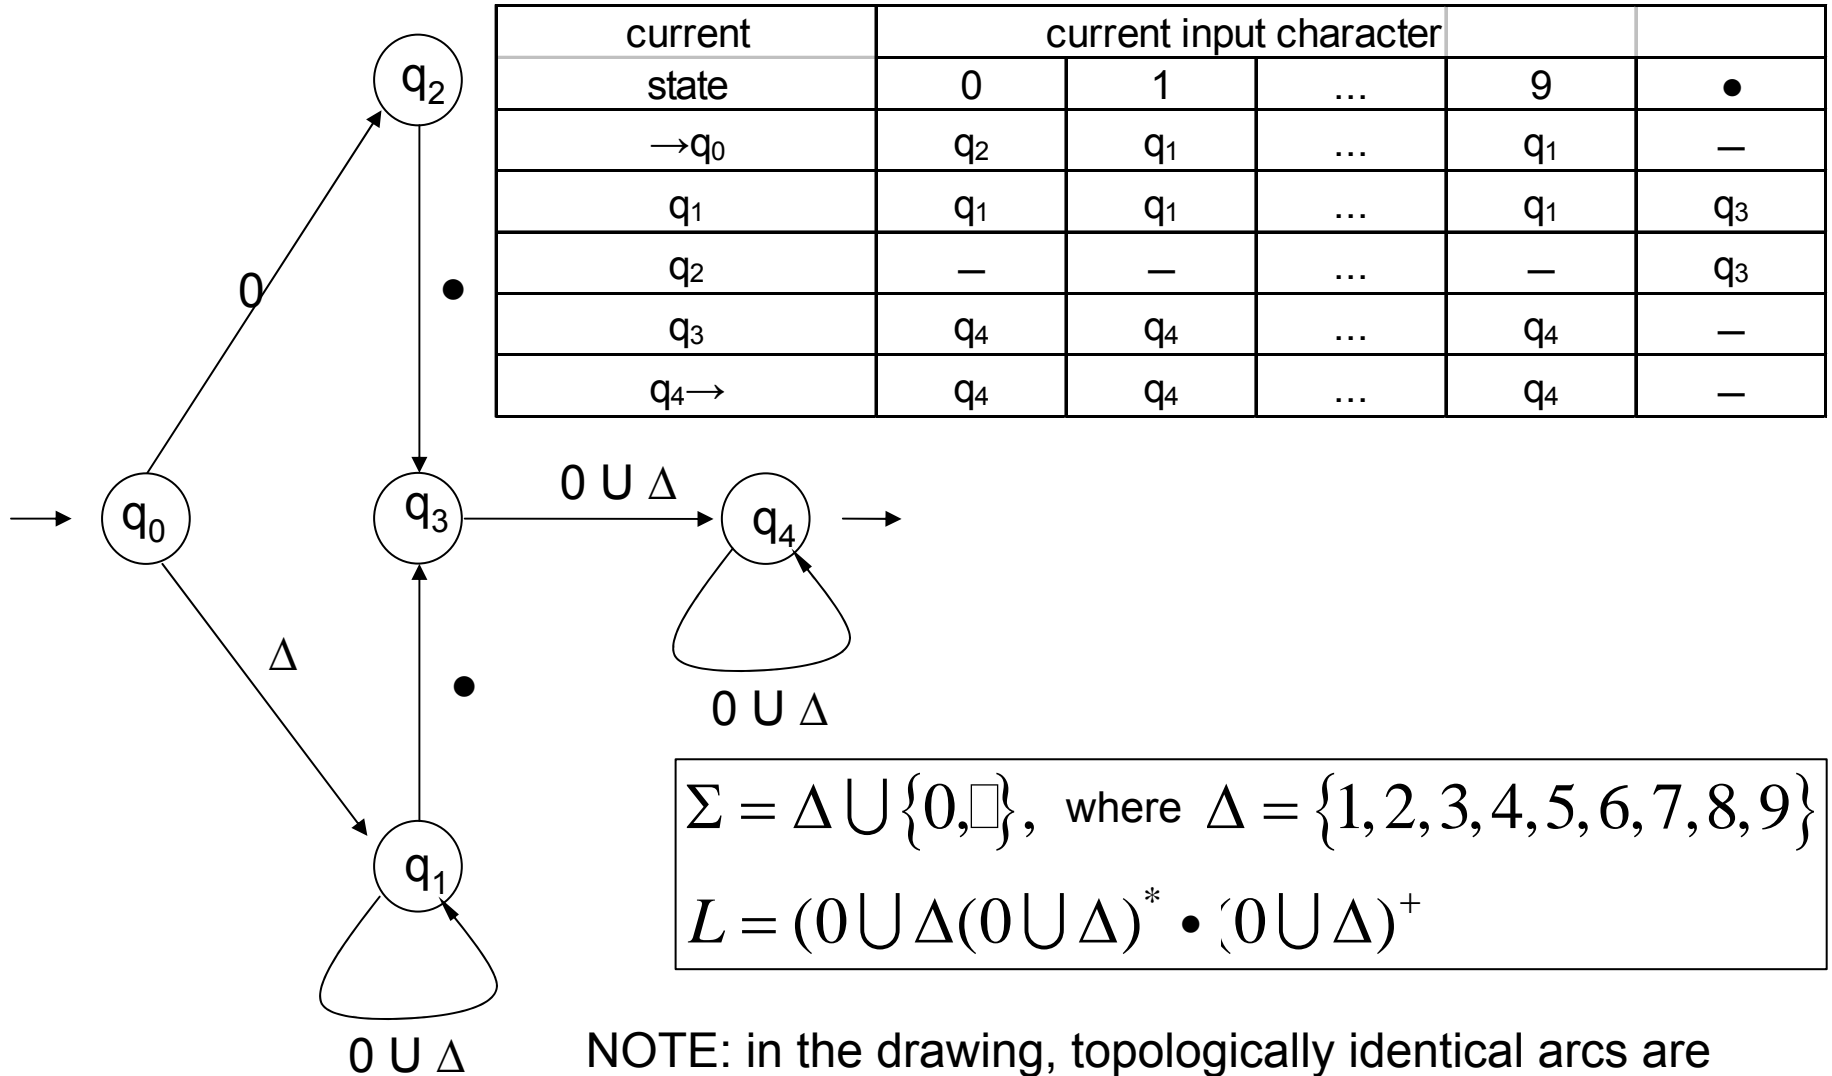 current current input character
state 0 1 ... 9 •
→q₀ q₂ q₁ ... q₁ –
q₁ q₁ q₁ ... q₁ q₃
q₂ – – ... – q₃
q₃ q₄ q₄ ... q₄ –
q₄→ q₄ q₄ ... q₄ –
q₂
0
•
q₀
q₃
0 U Δ
q₄
Δ
•
0 U Δ
q₁
0 U Δ
Σ = Δ ⋃ {0,□}, where Δ = {1,2,3,4,5,6,7,8,9}
L = (0 ⋃ Δ(0 ⋃ Δ)* • (0 ⋃ Δ)⁺
NOTE: in the drawing, topologically identical arcs are